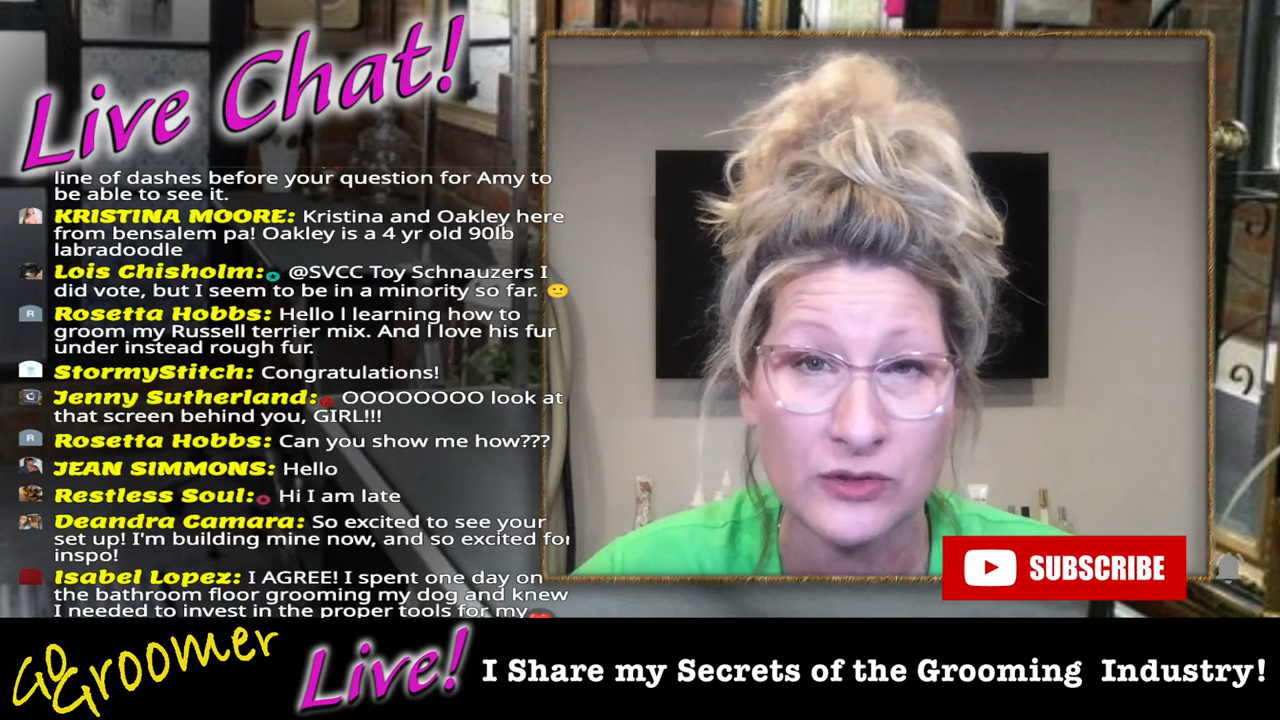 Live Chat!
line of dashes before your question for Amy to
be able to see it.
KRISTINA MOORE: Kristina and Oakley here
from bensalem pa! Oakley is a 4 yr old 90lb
labradoodle
Lois Chisholm: @SVCC Toy Schnauzers I
did vote, but I seem to be in a minority so far. 🙂
R Rosetta Hobbs: Hello I learning how to
groom my Russell terrier mix. And I love his fur
under instead rough fur.
StormyStitch: Congratulations!
Jenny Sutherland: OOOOOOOO look at
that screen behind you, GIRL!!!
R Rosetta Hobbs: Can you show me how???
JEAN SIMMONS: Hello
Restless Soul: Hi I am late
Deandra Camara: So excited to see your
set up! I'm building mine now, and so excited for
inspo!
Isabel Lopez: I AGREE! I spent one day on
the bathroom floor grooming my dog and knew
I needed to invest in the proper tools for my
SUBSCRIBE
Go Groomer Live! I Share my Secrets of the Grooming Industry!